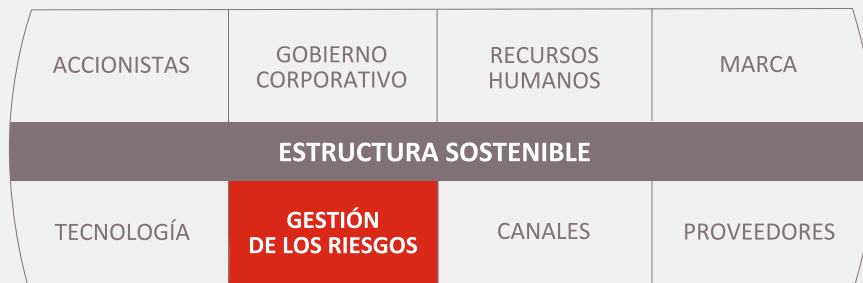 ACCIONISTAS
GOBIERNO
CORPORATIVO
RECURSOS
HUMANOS
MARCA
ESTRUCTURA SOSTENIBLE
TECNOLOGÍA
GESTIÓN
DE LOS RIESGOS
CANALES
PROVEEDORES